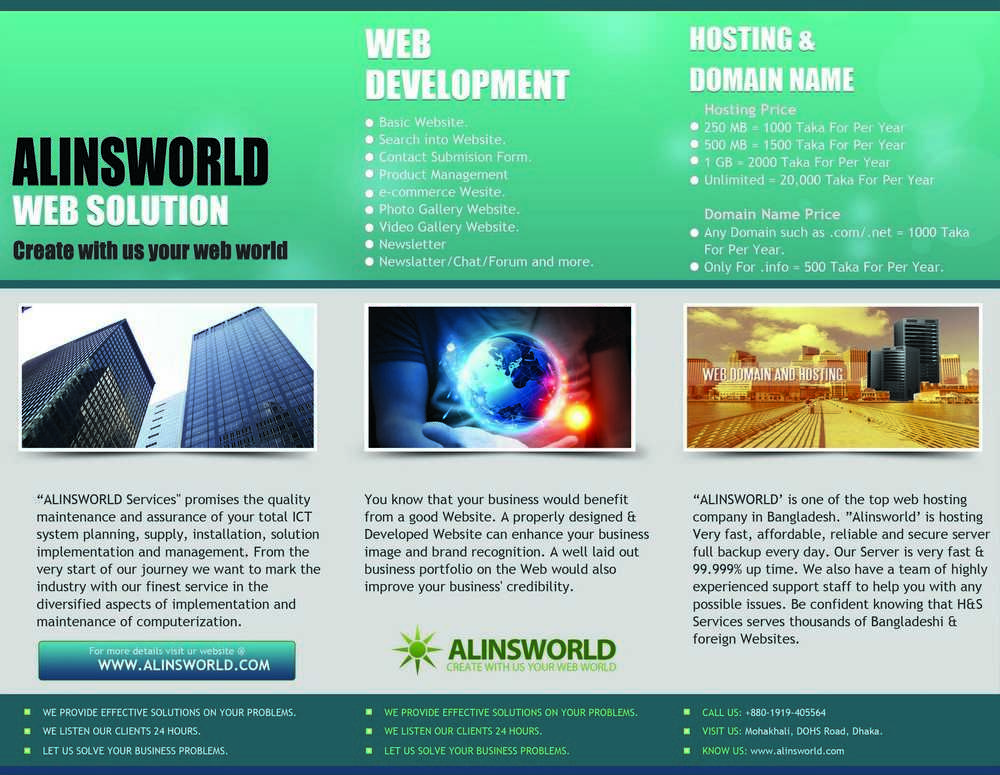 ALINSWORLD
WEB SOLUTION
Create with us your web world
WEB
DEVELOPMENT
Basic Website.
Search into Website.
Contact Submision Form.
Product Management
e-commerce Wesite.
Photo Gallery Website.
Video Gallery Website.
Newsletter
Newslatter/Chat/Forum and more.
HOSTING &
DOMAIN NAME
Hosting Price
250 MB = 1000 Taka For Per Year
500 MB = 1500 Taka For Per Year
1 GB = 2000 Taka For Per Year
Unlimited = 20,000 Taka For Per Year
Domain Name Price
Any Domain such as .com/.net = 1000 Taka
For Per Year.
Only For .info = 500 Taka For Per Year.
WEB DOMAIN AND HOSTING
“ALINSWORLD Services" promises the quality
maintenance and assurance of your total ICT
system planning, supply, installation, solution
implementation and management. From the
very start of our journey we want to mark the
industry with our finest service in the
diversified aspects of implementation and
maintenance of computerization.
For more details visit ur website @
WWW.ALINSWORLD.COM
You know that your business would benefit
from a good Website. A properly designed &
Developed Website can enhance your business
image and brand recognition. A well laid out
business portfolio on the Web would also
improve your business' credibility.
ALINSWORLD
CREATE WITH US YOUR WEB WORLD
“ALINSWORLD’ is one of the top web hosting
company in Bangladesh. ”Alinsworld’ is hosting
Very fast, affordable, reliable and secure server
full backup every day. Our Server is very fast &
99.999% up time. We also have a team of highly
experienced support staff to help you with any
possible issues. Be confident knowing that H&S
Services serves thousands of Bangladeshi &
foreign Websites.
WE PROVIDE EFFECTIVE SOLUTIONS ON YOUR PROBLEMS.
WE LISTEN OUR CLIENTS 24 HOURS.
LET US SOLVE YOUR BUSINESS PROBLEMS.
WE PROVIDE EFFECTIVE SOLUTIONS ON YOUR PROBLEMS.
WE LISTEN OUR CLIENTS 24 HOURS.
LET US SOLVE YOUR BUSINESS PROBLEMS.
CALL US: +880-1919-405564
VISIT US: Mohakhali, DOHS Road, Dhaka.
KNOW US: www.alinsworld.com